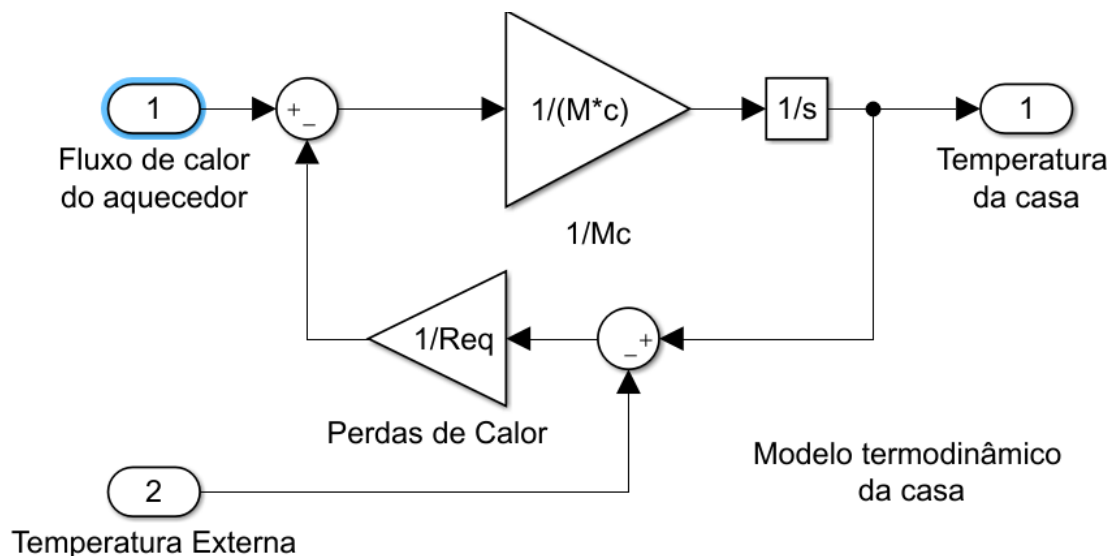 1
Fluxo de calor
do aquecedor
+
−
1/(M*c)
1/Mc
1/s
1
Temperatura
da casa
1/Req
Perdas de Calor
−
+
2
Temperatura Externa
Modelo termodinâmico
da casa